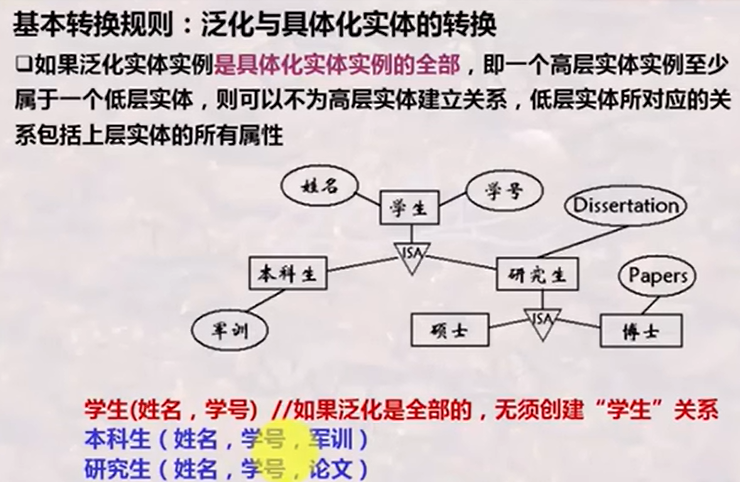 基本转换规则：泛化与具体化实体的转换
❑如果泛化实体实例是具体化实体实例的全部，即一个高层实体实例至少
属于一个低层实体，则可以不为高层实体建立关系，低层实体所对应的关
系包括上层实体的所有属性
姓名
学生
学号
Dissertation
ISA
本科生
研究生
Papers
军训
硕士
ISA
博士
学生(姓名，学号) //如果泛化是全部的，无须创建“学生”关系
本科生（姓名，学号，军训）
研究生（姓名，学号，论文）